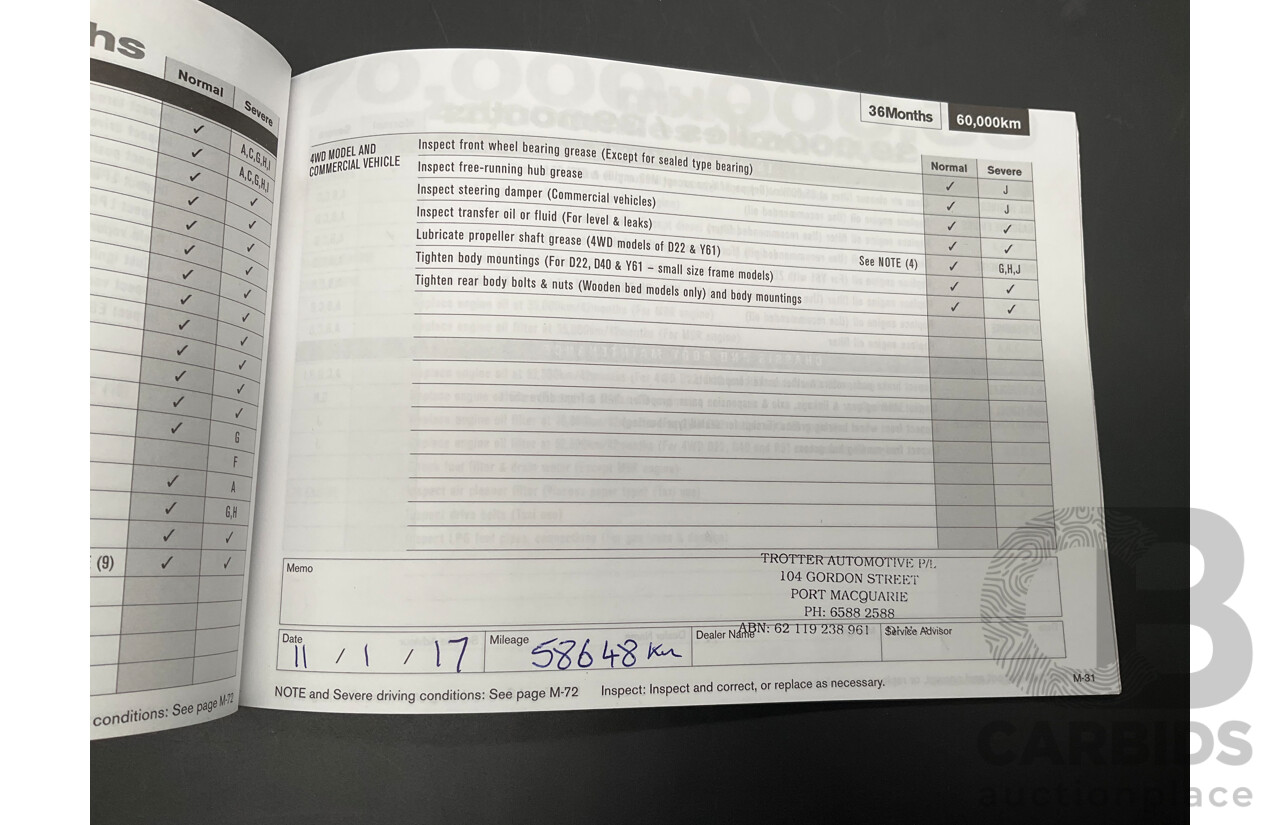 hs
Normal
Severe
✓ A,C,G,H,I
✓ A,C,G,H,I
✓ ✓
✓ ✓
✓ ✓
✓ ✓
✓ ✓
✓ ✓
✓ ✓
✓ ✓
✓ ✓
✓ ✓
✓ G
F
✓ A
✓ G,H
✓ ✓
(9) ✓ ✓
conditions: See page M-72
36Months
60,000km
Normal
Severe
4WD MODEL AND
COMMERCIAL VEHICLE
Inspect front wheel bearing grease (Except for sealed type bearing) ✓ J
Inspect free-running hub grease ✓ J
Inspect steering damper (Commercial vehicles) ✓ ✓
Inspect transfer oil or fluid (For level & leaks) ✓ ✓
Lubricate propeller shaft grease (4WD models of D22 & Y61) See NOTE (4) ✓ G,H,J
Tighten body mountings (For D22, D40 & Y61 – small size frame models) ✓ ✓
Tighten rear body bolts & nuts (Wooden bed models only) and body mountings ✓ ✓
Memo
TROTTER AUTOMOTIVE P/L
104 GORDON STREET
PORT MACQUARIE
PH: 6588 2588
ABN: 62 119 238 961
Date
11 / 1 / 17
Mileage
58648 Km
Dealer Name
Service Advisor
NOTE and Severe driving conditions: See page M-72
Inspect: Inspect and correct, or replace as necessary.
M-31
CB
CARBIDS
auctionplace